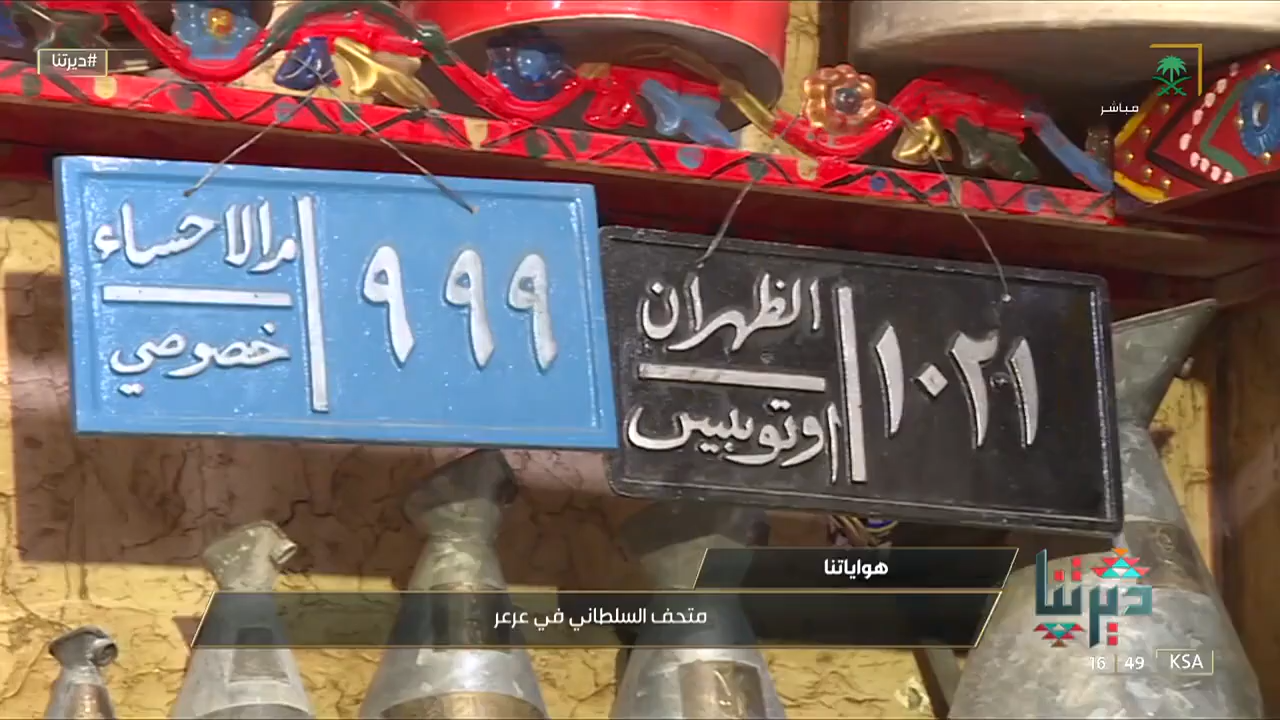 #ديرتنا
مباشر
م الاحساء
خصوصي
٩٩٩
الظهران
اوتوبيس
١٠٢١
هواياتنا
متحف السلطاني في عرعر
ديرتنا
16 49 KSA